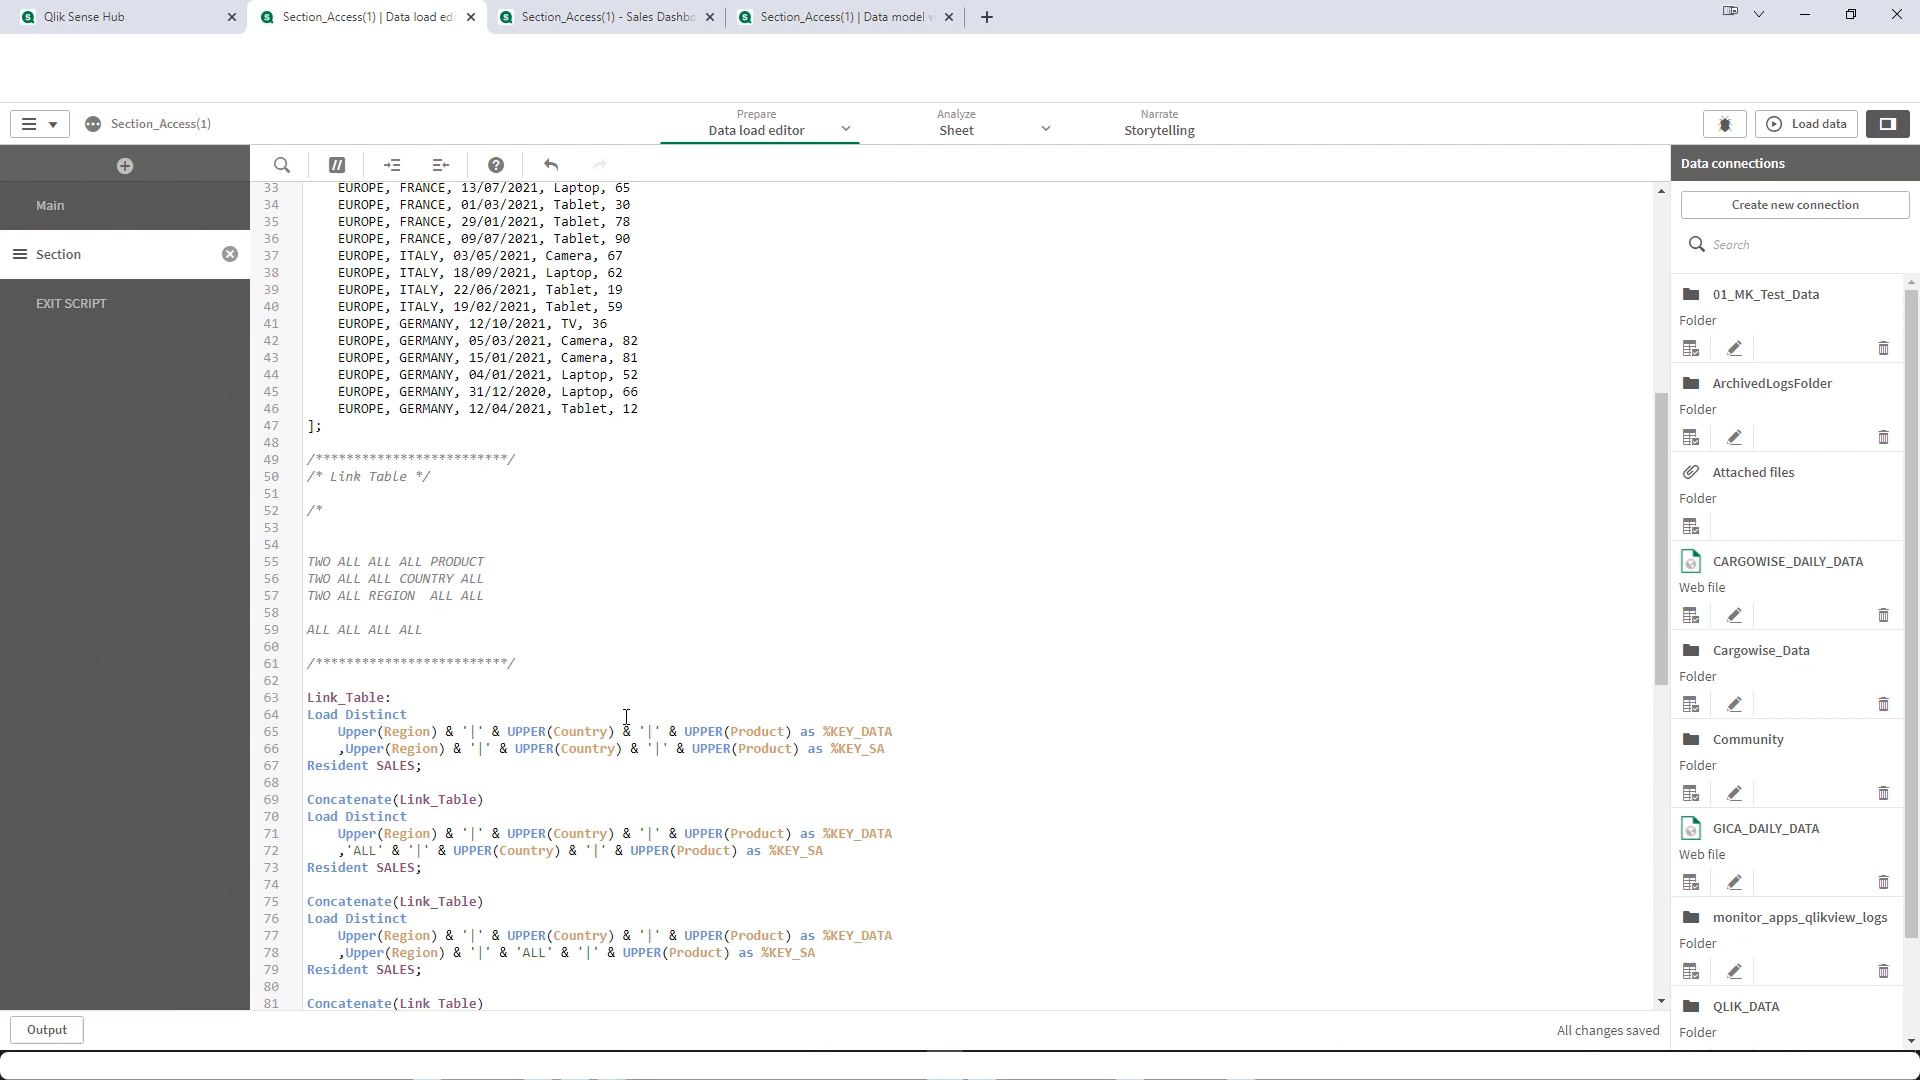 Qlik Sense Hub
Section_Access(1) | Data load edi
Section_Access(1) - Sales Dashbo
Section_Access(1) | Data model v
Section_Access(1)
Prepare
Data load editor
Analyze
Sheet
Narrate
Storytelling
Load data
Main
Section
EXIT SCRIPT
33 EUROPE, FRANCE, 13/07/2021, Laptop, 65
34 EUROPE, FRANCE, 01/03/2021, Tablet, 30
35 EUROPE, FRANCE, 29/01/2021, Tablet, 78
36 EUROPE, FRANCE, 09/07/2021, Tablet, 90
37 EUROPE, ITALY, 03/05/2021, Camera, 67
38 EUROPE, ITALY, 18/09/2021, Laptop, 62
39 EUROPE, ITALY, 22/06/2021, Tablet, 19
40 EUROPE, ITALY, 19/02/2021, Tablet, 59
41 EUROPE, GERMANY, 12/10/2021, TV, 36
42 EUROPE, GERMANY, 05/03/2021, Camera, 82
43 EUROPE, GERMANY, 15/01/2021, Camera, 81
44 EUROPE, GERMANY, 04/01/2021, Laptop, 52
45 EUROPE, GERMANY, 31/12/2020, Laptop, 66
46 EUROPE, GERMANY, 12/04/2021, Tablet, 12
47 ];
48
49 /*************************/
50 /* Link Table */
51
52 /*
53
54
55 TWO ALL ALL ALL PRODUCT
56 TWO ALL ALL COUNTRY ALL
57 TWO ALL REGION  ALL ALL
58
59 ALL ALL ALL ALL
60
61 /*************************/
62
63 Link_Table:
64 Load Distinct
65 Upper(Region) & '|' & UPPER(Country) & '|' & UPPER(Product) as %KEY_DATA
66 ,Upper(Region) & '|' & UPPER(Country) & '|' & UPPER(Product) as %KEY_SA
67 Resident SALES;
68
69 Concatenate(Link_Table)
70 Load Distinct
71 Upper(Region) & '|' & UPPER(Country) & '|' & UPPER(Product) as %KEY_DATA
72 ,'ALL' & '|' & UPPER(Country) & '|' & UPPER(Product) as %KEY_SA
73 Resident SALES;
74
75 Concatenate(Link_Table)
76 Load Distinct
77 Upper(Region) & '|' & UPPER(Country) & '|' & UPPER(Product) as %KEY_DATA
78 ,Upper(Region) & '|' & 'ALL' & '|' & UPPER(Product) as %KEY_SA
79 Resident SALES;
80
81 Concatenate(Link_Table)
Output
All changes saved
Data connections
Create new connection
Search
01_MK_Test_Data
Folder
ArchivedLogsFolder
Folder
Attached files
Folder
CARGOWISE_DAILY_DATA
Web file
Cargowise_Data
Folder
Community
Folder
GICA_DAILY_DATA
Web file
monitor_apps_qlikview_logs
Folder
QLIK_DATA
Folder